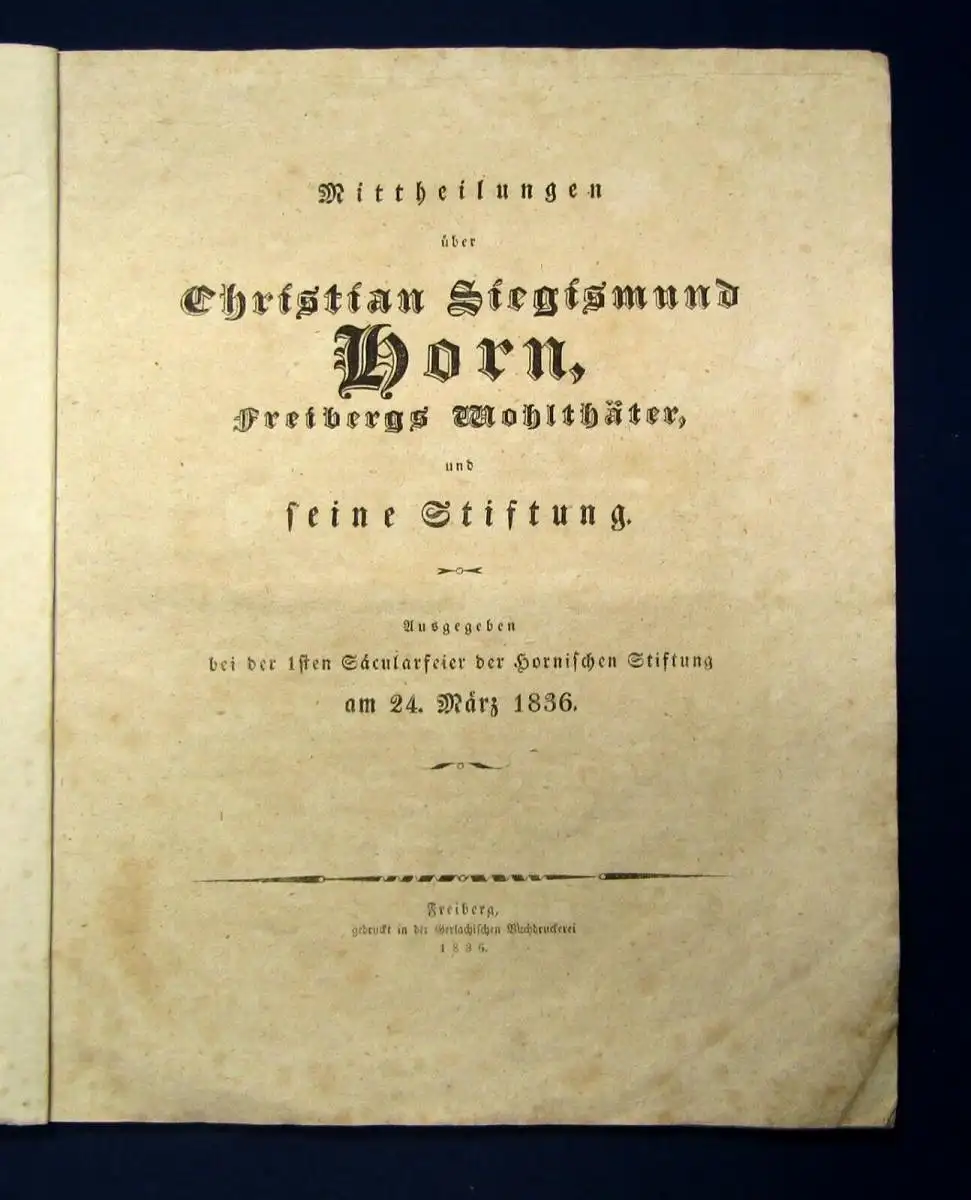 Mittheilungen
über
Christian Siegismund
Horn,
Freibergs Wohlthäter,
und
seine Stiftung.
Ausgegeben
bei der 1sten Säcularfeier der Hornischen Stiftung
am 24. März 1836.
Freiberg,
gedruckt in der Gerlachischen Buchdruckerei
1836.